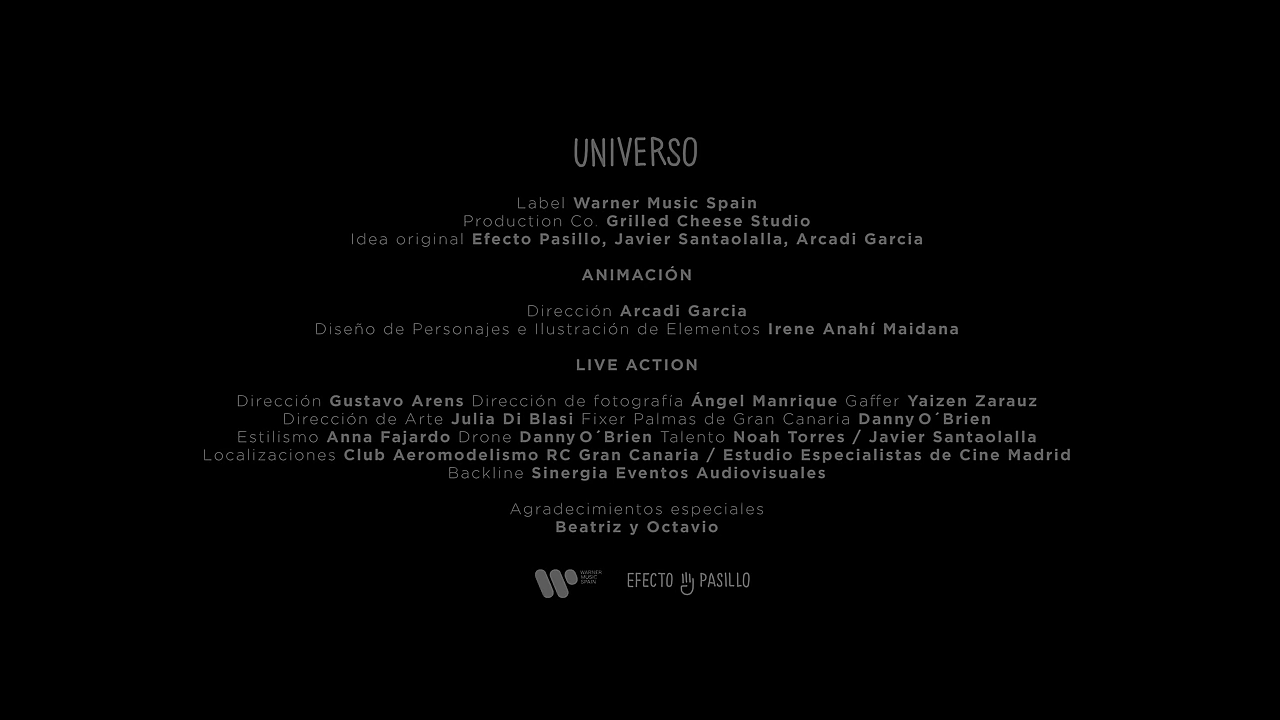 UNIVERSO
Label Warner Music Spain
Production Co. Grilled Cheese Studio
Idea original Efecto Pasillo, Javier Santaolalla, Arcadi Garcia
ANIMACIÓN
Dirección Arcadi Garcia
Diseño de Personajes e Ilustración de Elementos Irene Anahí Maidana
LIVE ACTION
Dirección Gustavo Arens Dirección de fotografía Ángel Manrique Gaffer Yaizen Zarauz
Dirección de Arte Julia Di Blasi Fixer Palmas de Gran Canaria Danny O´Brien
Estilismo Anna Fajardo Drone Danny O´Brien Talento Noah Torres / Javier Santaolalla
Localizaciones Club Aeromodelismo RC Gran Canaria / Estudio Especialistas de Cine Madrid
Backline Sinergia Eventos Audiovisuales
Agradecimientos especiales
Beatriz y Octavio
WARNER
MUSIC
SPAIN
EFECTO PASILLO